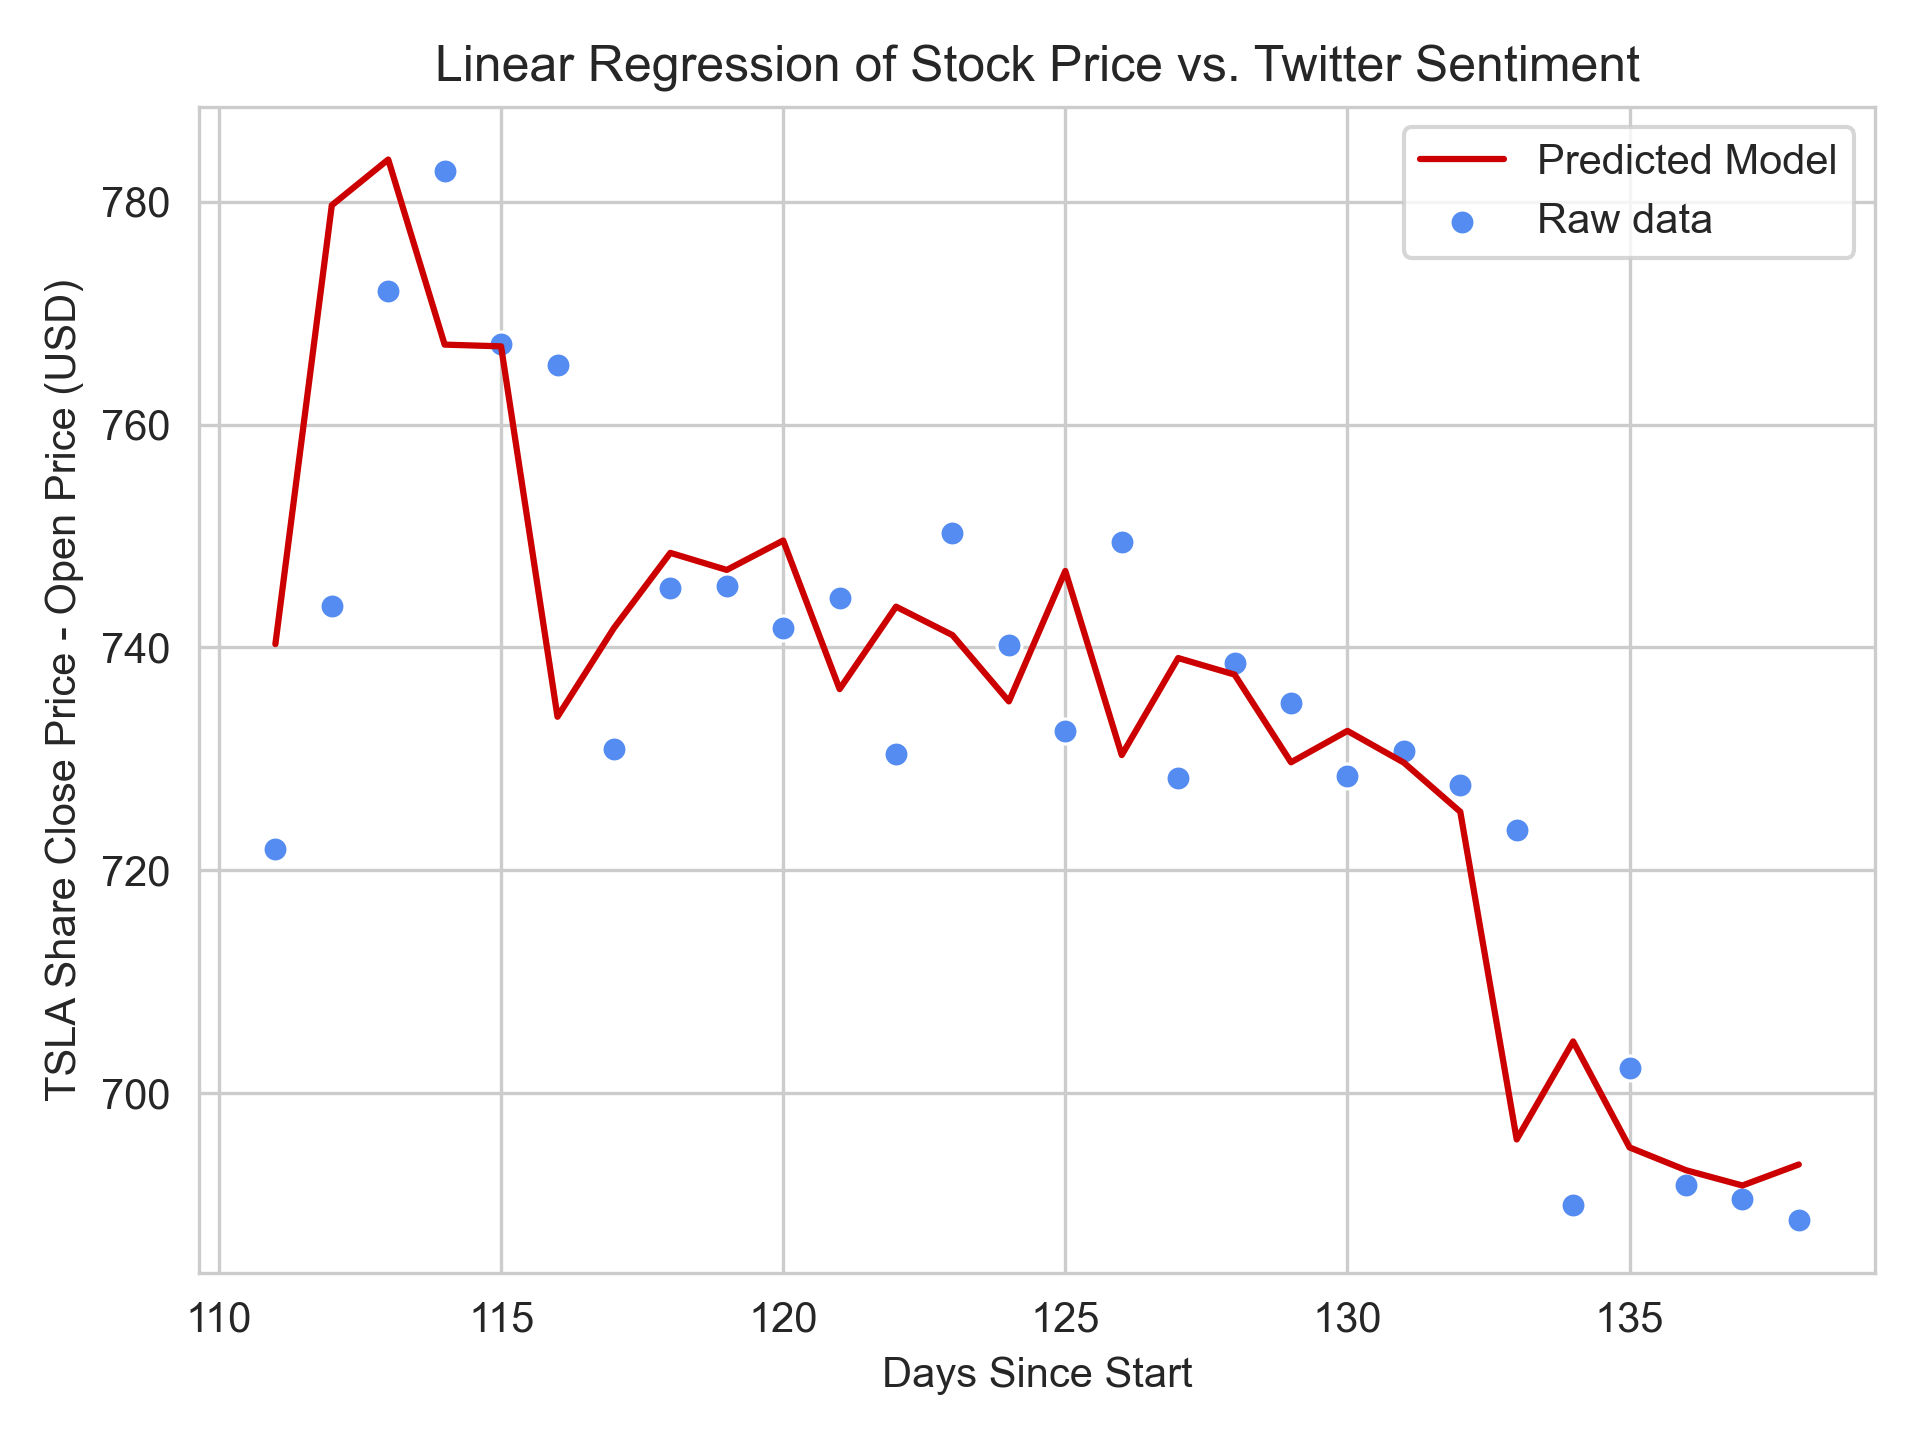 Linear Regression of Stock Price vs. Twitter Sentiment
Predicted Model
Raw data
TSLA Share Close Price - Open Price (USD)
780
760
740
720
700
110 115 120 125 130 135
Days Since Start